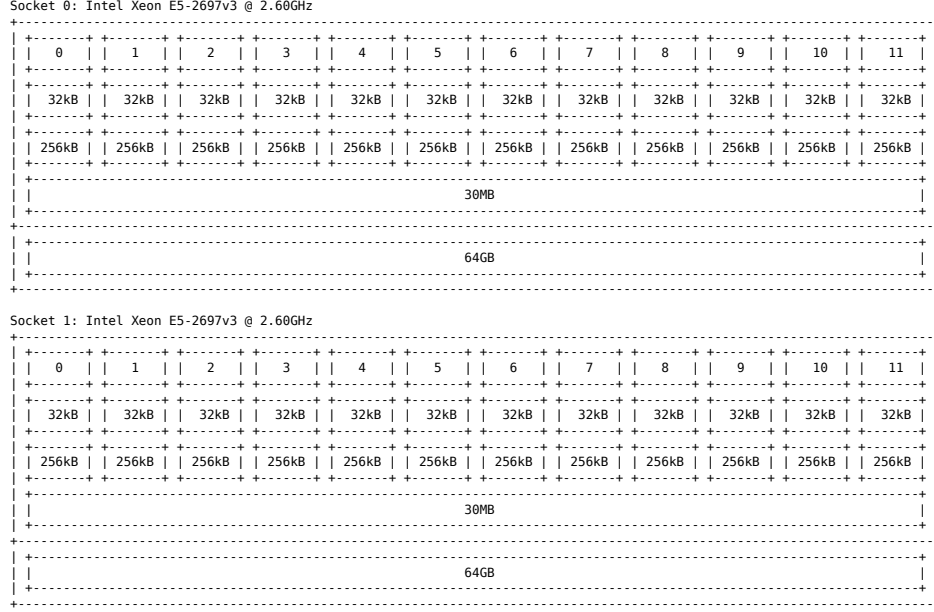 Socket 0: Intel Xeon E5-2697v3 @ 2.60GHz
0 1 2 3 4 5 6 7 8 9 10 11
32kB 32kB 32kB 32kB 32kB 32kB 32kB 32kB 32kB 32kB 32kB 32kB
256kB 256kB 256kB 256kB 256kB 256kB 256kB 256kB 256kB 256kB 256kB 256kB
30MB
64GB
Socket 1: Intel Xeon E5-2697v3 @ 2.60GHz
0 1 2 3 4 5 6 7 8 9 10 11
32kB 32kB 32kB 32kB 32kB 32kB 32kB 32kB 32kB 32kB 32kB 32kB
256kB 256kB 256kB 256kB 256kB 256kB 256kB 256kB 256kB 256kB 256kB 256kB
30MB
64GB